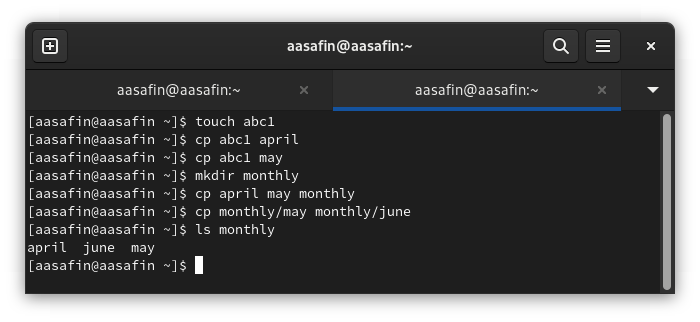 aasafin@aasafin:~
aasafin@aasafin:~ aasafin@aasafin:~
[aasafin@aasafin ~]$ touch abc1
[aasafin@aasafin ~]$ cp abc1 april
[aasafin@aasafin ~]$ cp abc1 may
[aasafin@aasafin ~]$ mkdir monthly
[aasafin@aasafin ~]$ cp april may monthly
[aasafin@aasafin ~]$ cp monthly/may monthly/june
[aasafin@aasafin ~]$ ls monthly
april  june  may
[aasafin@aasafin ~]$